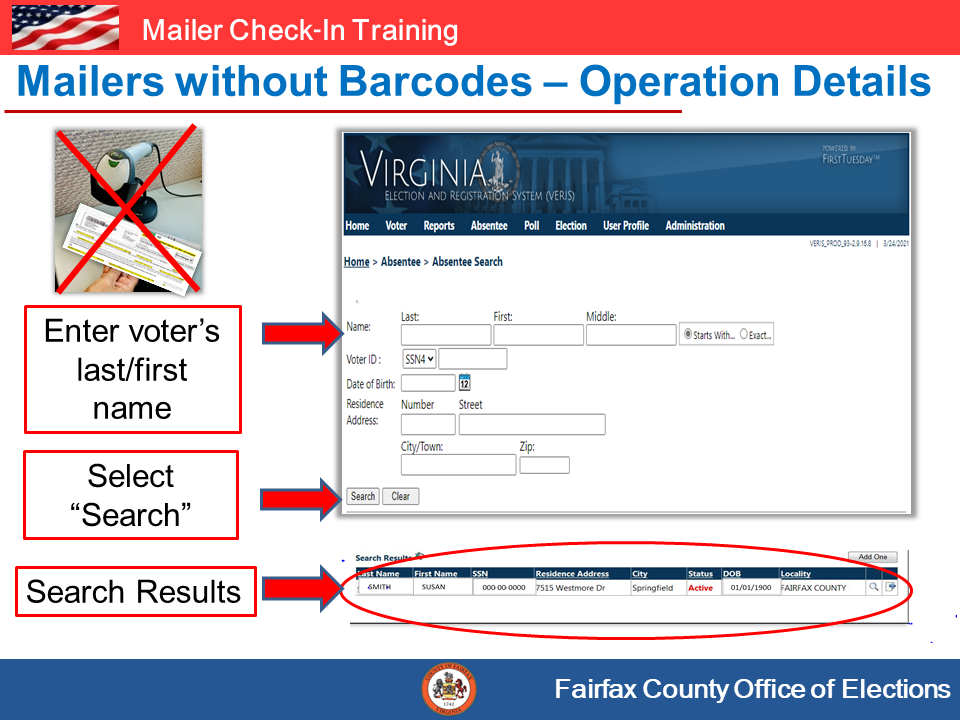 Mailer Check-In Training
Mailers without Barcodes – Operation Details
VIRGINIA
ELECTION AND REGISTRATION SYSTEM (VERIS)
POWERED BY
FIRSTTUESDAY™
Home Voter Reports Absentee Poll Election User Profile Administration
VERIS_PROD_93-2.9.16.8 | 3/24/2021
Home > Absentee > Absentee Search
Enter voter’s
last/first
name
Last: First: Middle:
Name: Starts With... Exact...
Voter ID : SSN4
Date of Birth: 12
Residence Number Street
Address:
City/Town: Zip:
Select
“Search”
Search Clear
Search Results
Search Results Add One
Last Name First Name SSN Residence Address City Status DOB Locality
SMITH SUSAN 000-00-0000 7515 Westmore Dr Springfield Active 01/01/1900 FAIRFAX COUNTY
COUNTY OF FAIRFAX
1742
VIRGINIA
Fairfax County Office of Elections